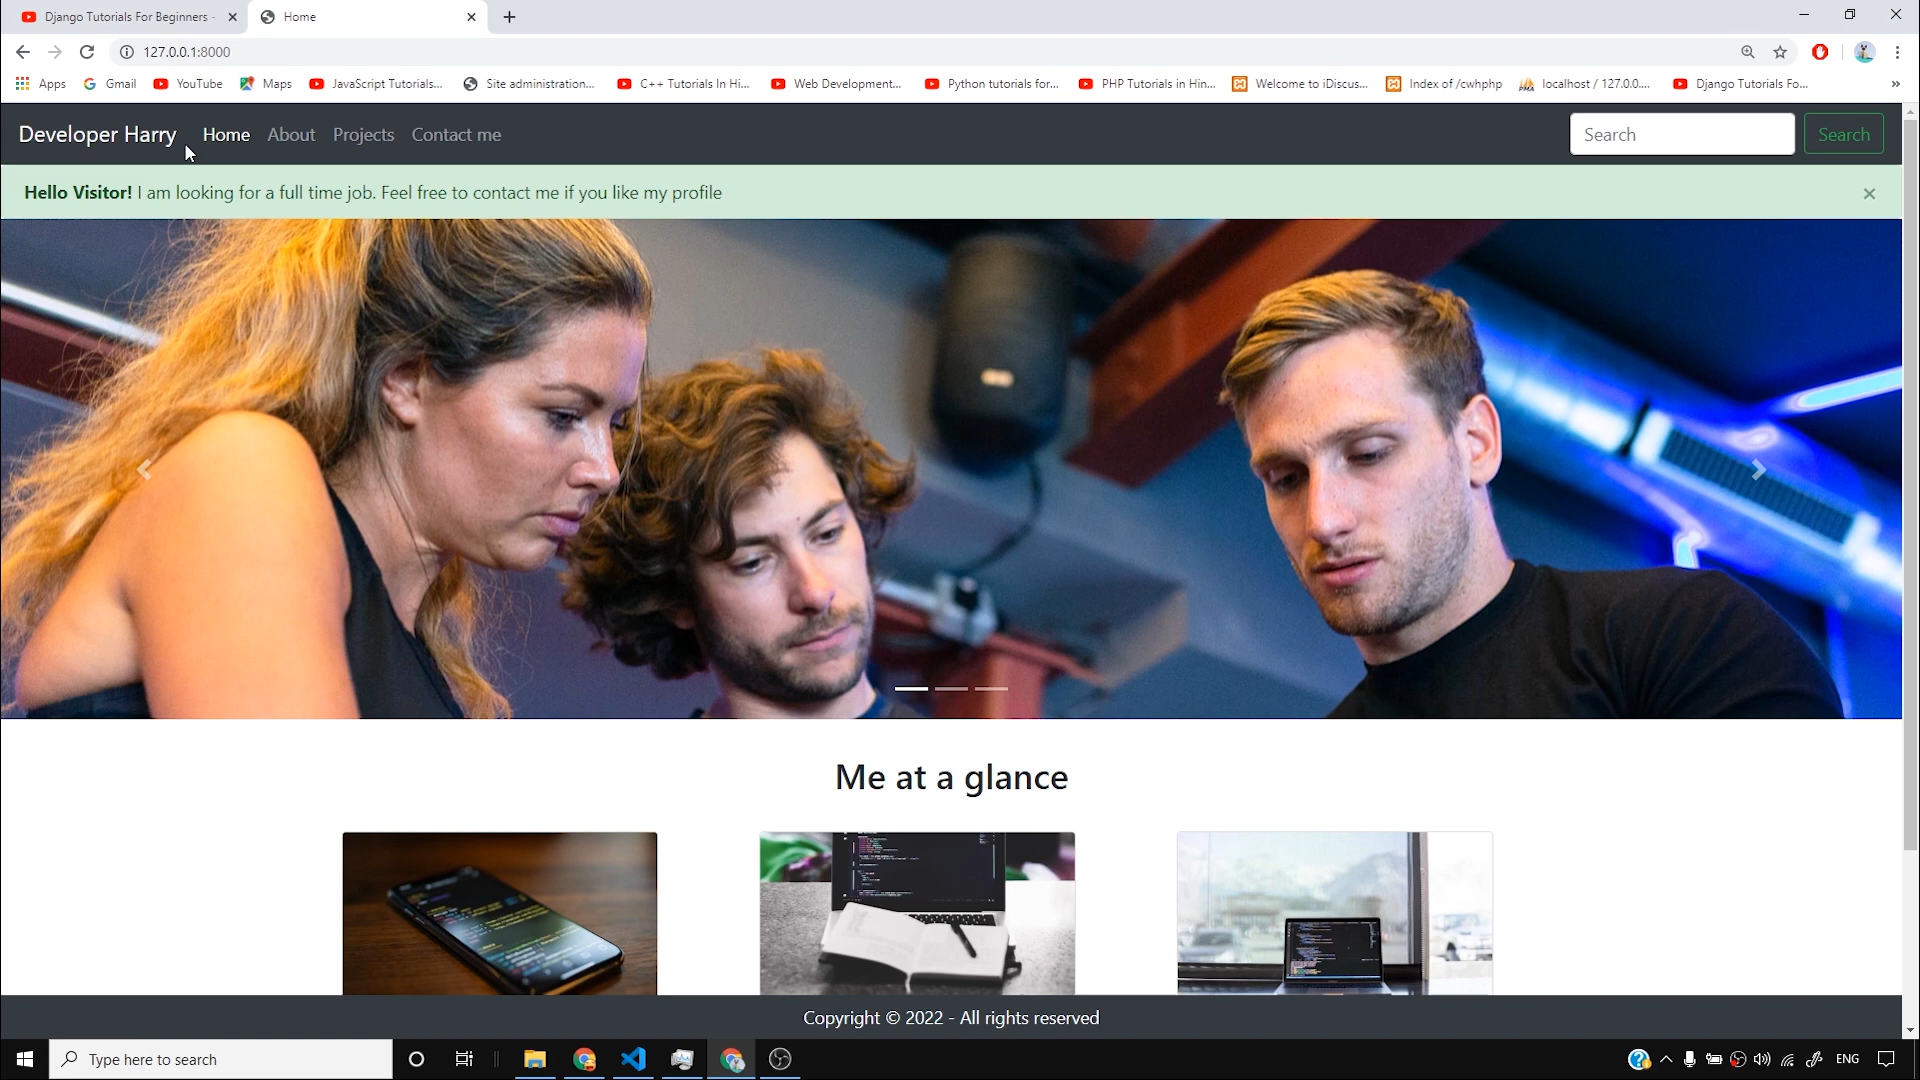 Django Tutorials For Beginners -
Home
127.0.0.1:8000
Apps
Gmail
YouTube
Maps
JavaScript Tutorials...
Site administration...
C++ Tutorials In Hi...
Web Development...
Python tutorials for...
PHP Tutorials in Hin...
Welcome to iDiscus...
Index of /cwhphp
localhost / 127.0.0....
Django Tutorials Fo...
Developer Harry
Home
About
Projects
Contact me
Search
Search
Hello Visitor! I am looking for a full time job. Feel free to contact me if you like my profile
Me at a glance
Copyright © 2022 - All rights reserved
Type here to search
ENG